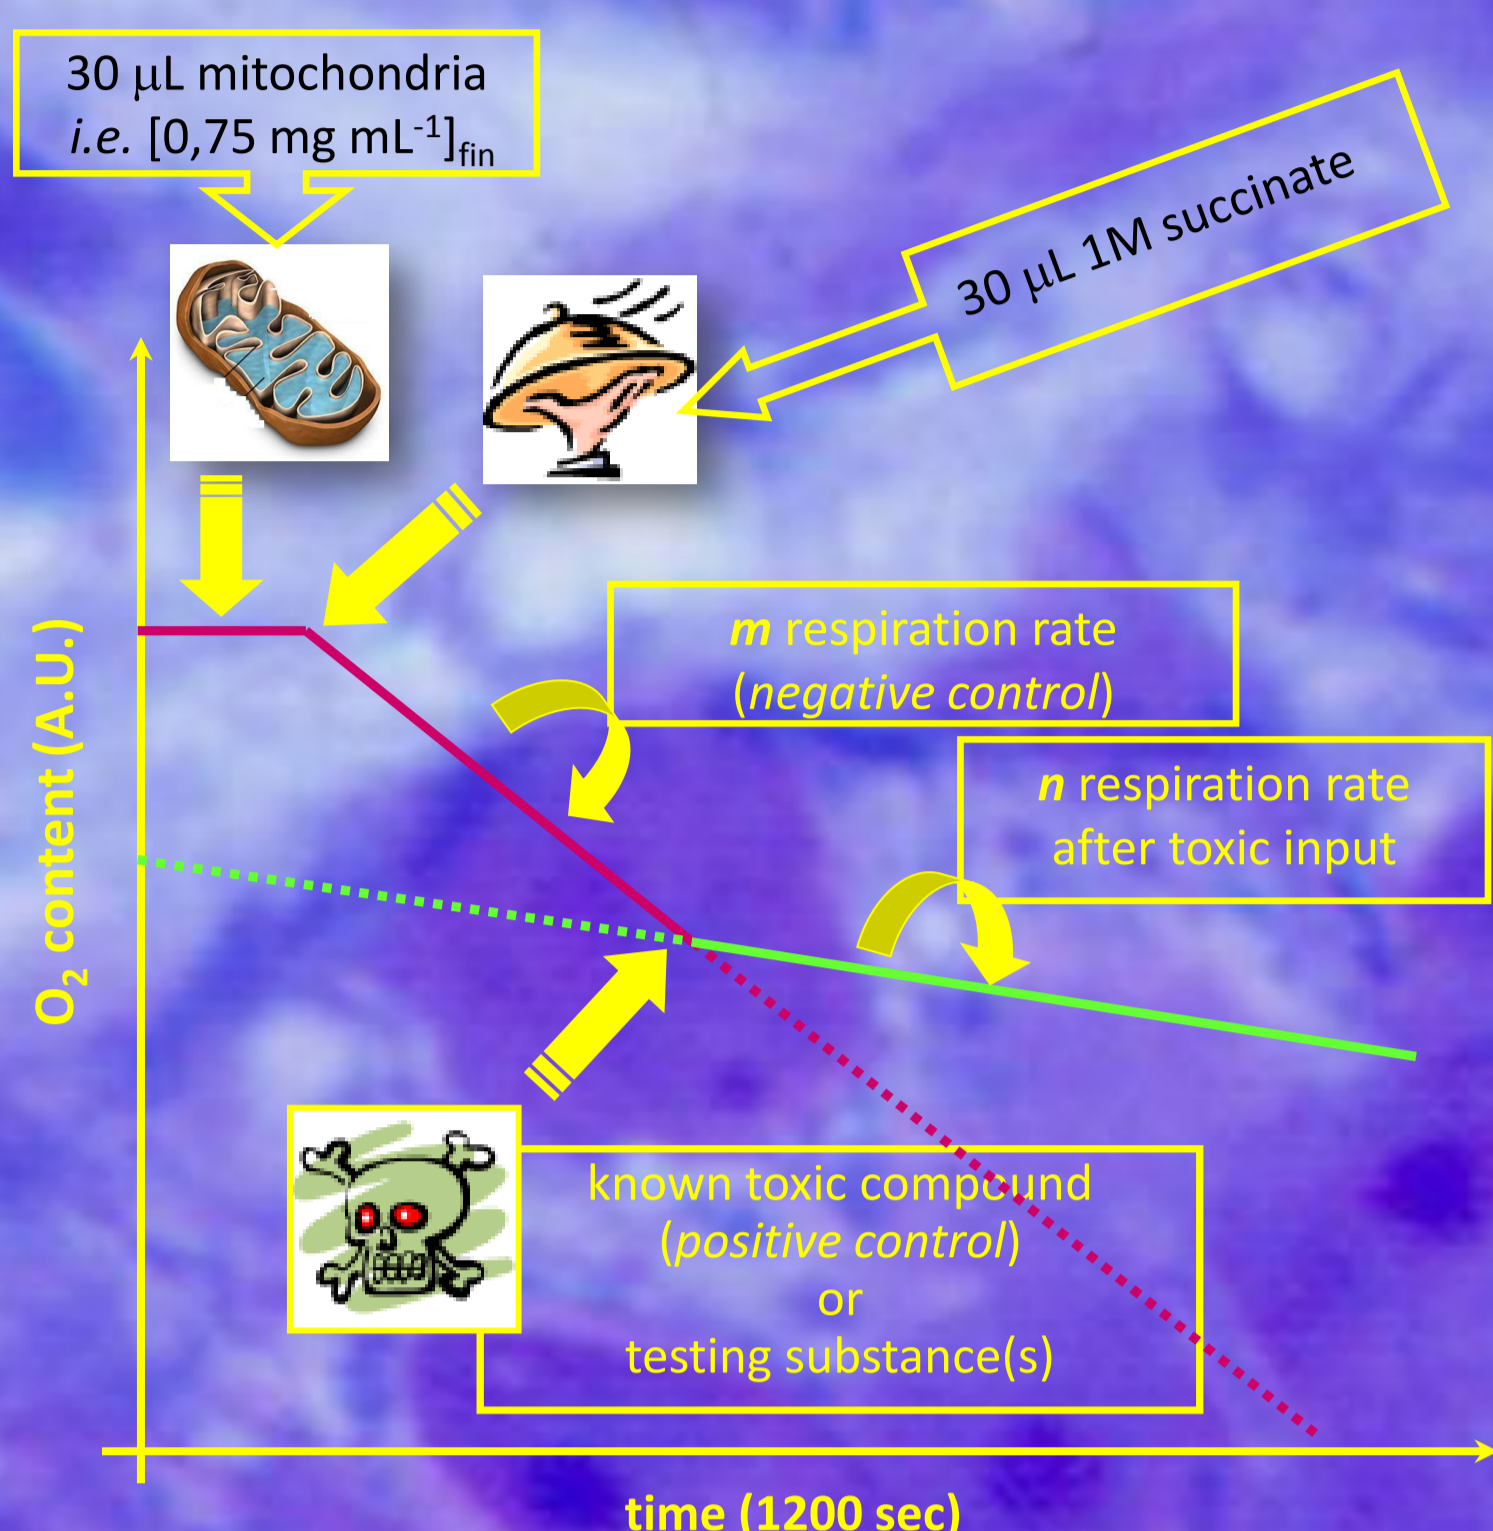 30 μL mitochondria
i.e. [0,75 mg mL⁻¹]fin
30 μL 1M succinate
m respiration rate
(negative control)
n respiration rate
after toxic input
O₂ content (A.U.)
known toxic compound
(positive control)
or
testing substance(s)
time (1200 sec)